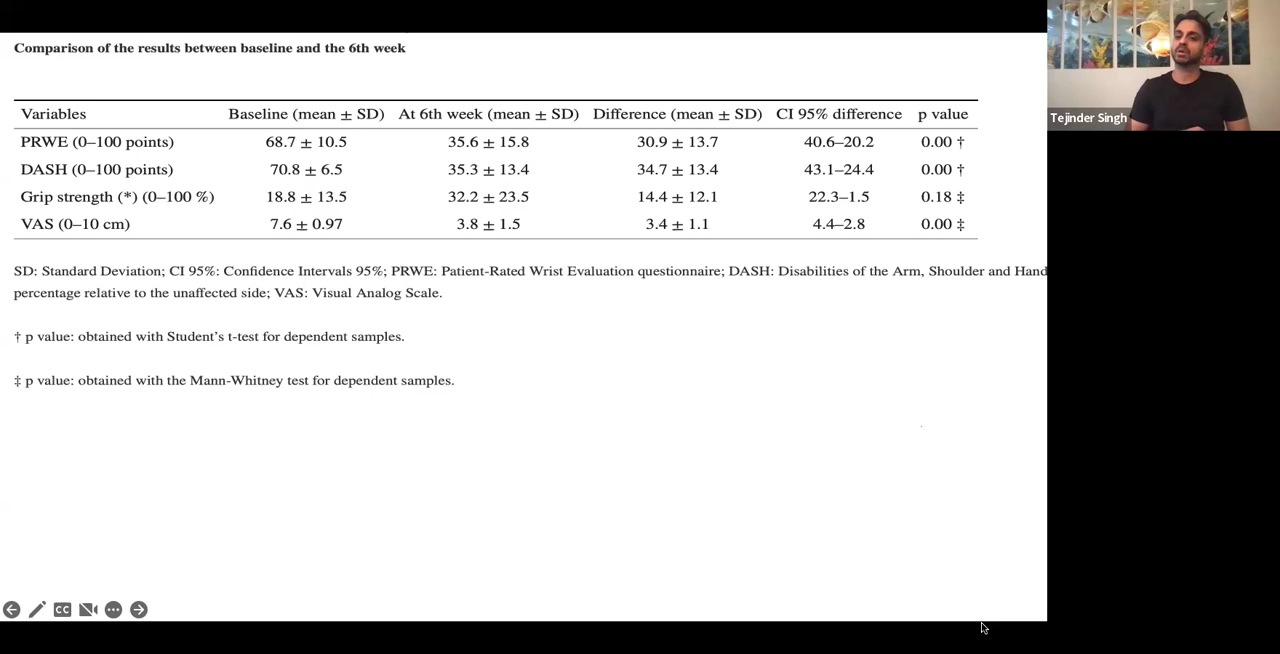 Comparison of the results between baseline and the 6th week
Variables Baseline (mean ± SD) At 6th week (mean ± SD) Difference (mean ± SD) CI 95% difference p value
PRWE (0–100 points) 68.7 ± 10.5 35.6 ± 15.8 30.9 ± 13.7 40.6–20.2 0.00 †
DASH (0–100 points) 70.8 ± 6.5 35.3 ± 13.4 34.7 ± 13.4 43.1–24.4 0.00 †
Grip strength (*) (0–100 %) 18.8 ± 13.5 32.2 ± 23.5 14.4 ± 12.1 22.3–1.5 0.18 ‡
VAS (0–10 cm) 7.6 ± 0.97 3.8 ± 1.5 3.4 ± 1.1 4.4–2.8 0.00 ‡
SD: Standard Deviation; CI 95%: Confidence Intervals 95%; PRWE: Patient-Rated Wrist Evaluation questionnaire; DASH: Disabilities of the Arm, Shoulder and Hand
percentage relative to the unaffected side; VAS: Visual Analog Scale.
† p value: obtained with Student’s t-test for dependent samples.
‡ p value: obtained with the Mann-Whitney test for dependent samples.
Tejinder Singh
CC